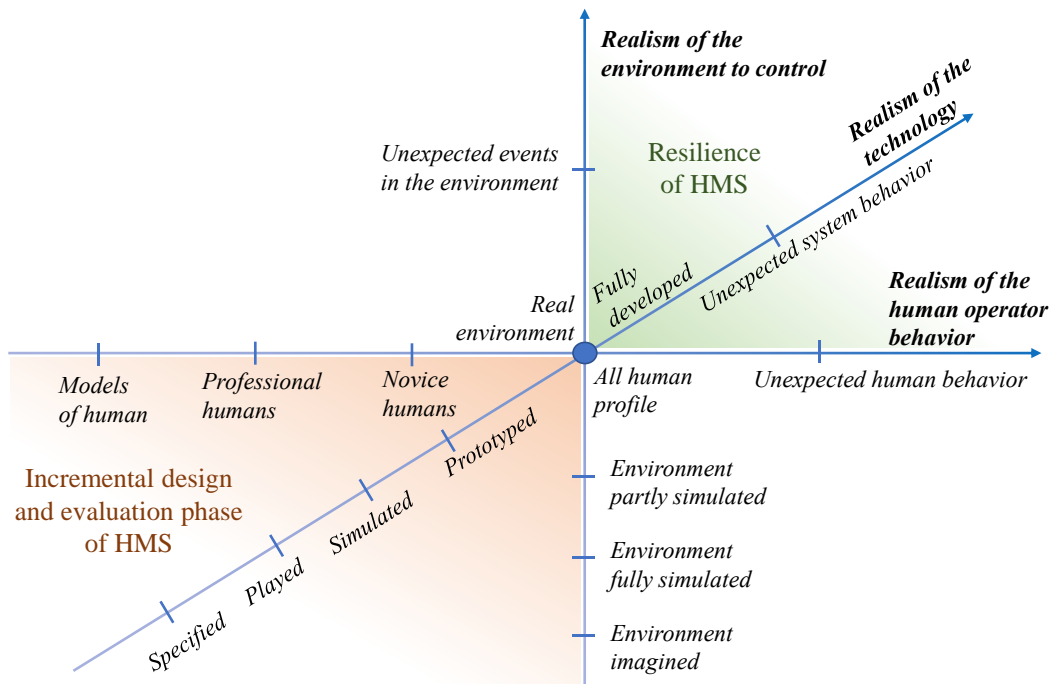 Realism of the
environment to control
Realism of the
technology
Unexpected events
in the environment
Resilience
of HMS
Unexpected system behavior
Fully
developed
Real
environment
Realism of the
human operator
behavior
Models
of human
Professional
humans
Novice
humans
All human
profile
Unexpected human behavior
Prototyped
Simulated
Played
Specified
Incremental design
and evaluation phase
of HMS
Environment
partly simulated
Environment
fully simulated
Environment
imagined